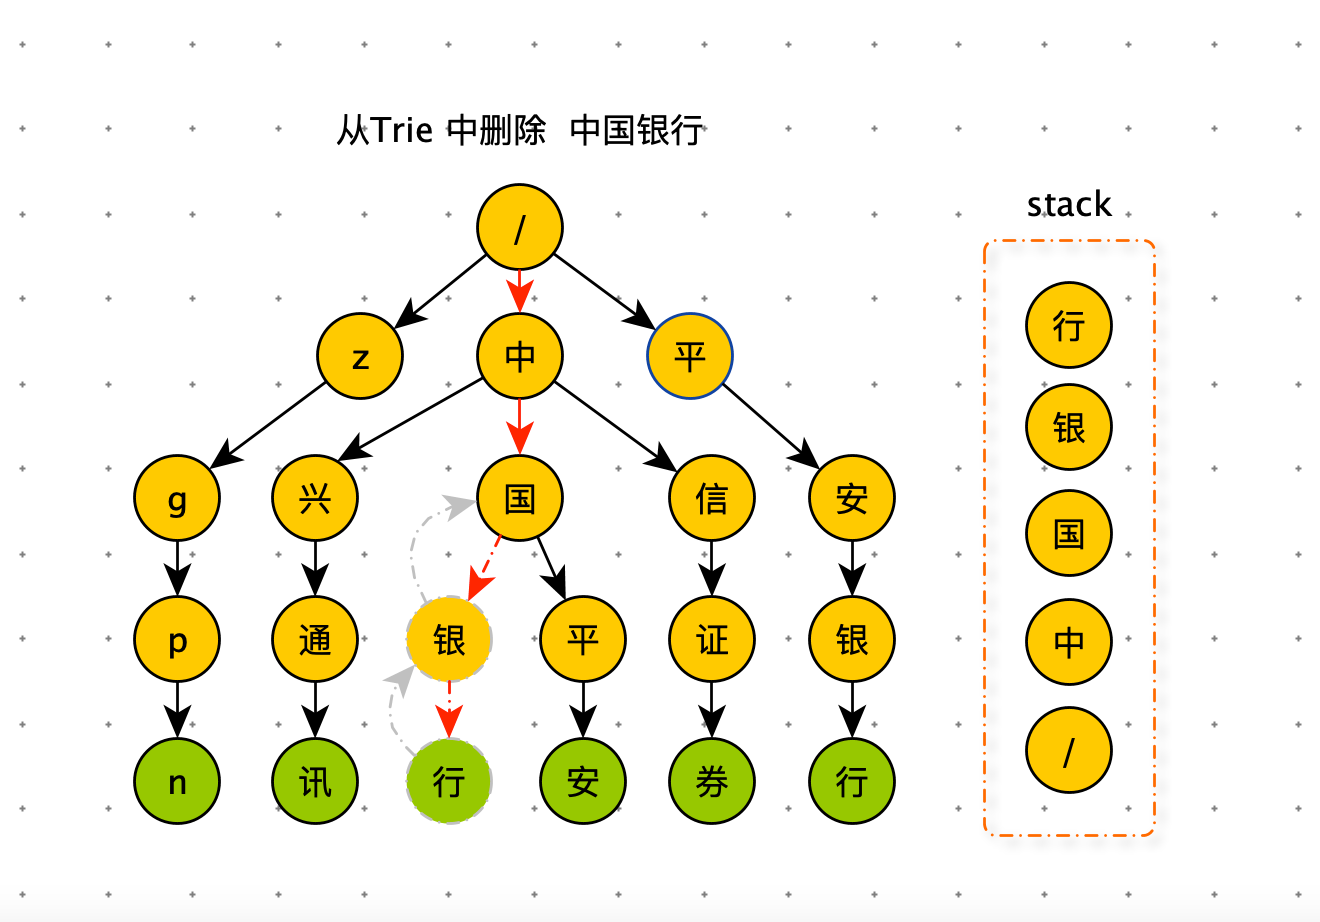 从Trie 中删除 中国银行
stack
/
z
中
平
g
兴
国
信
安
p
通
银
平
证
银
n
讯
行
安
券
行
行
银
国
中
/